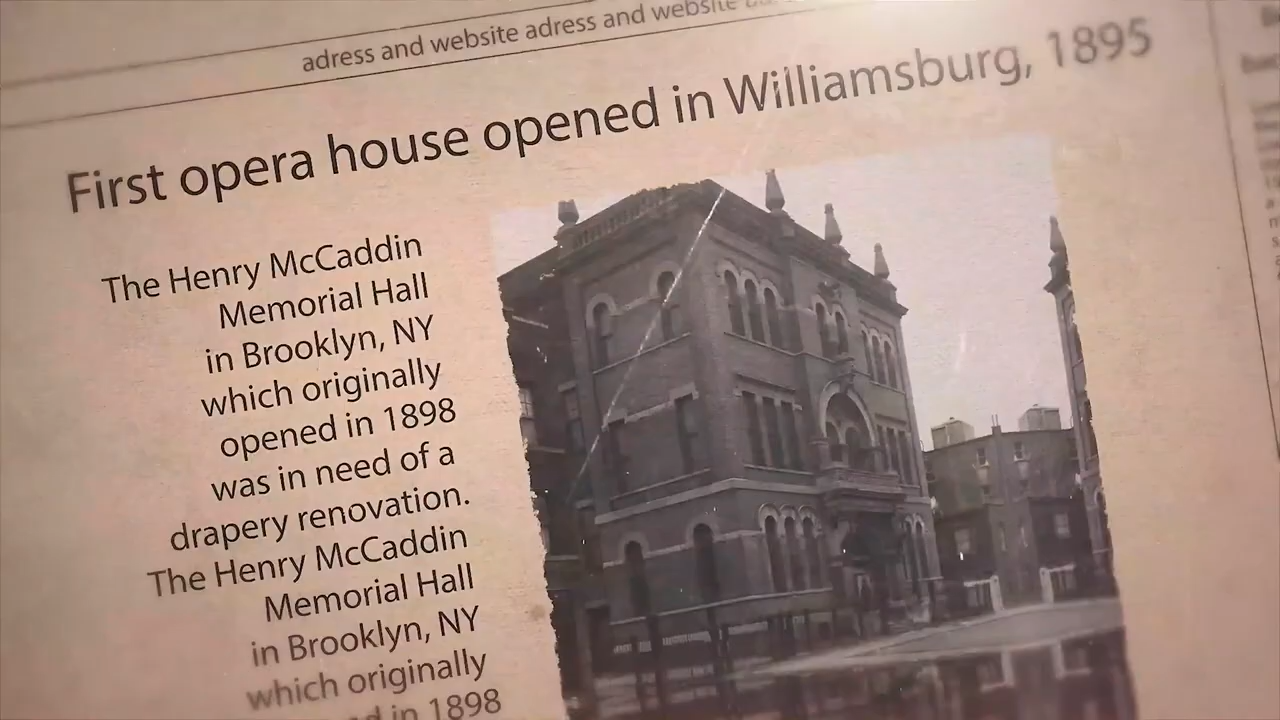 adress and website adress and website
First opera house opened in Williamsburg, 1895
The Henry McCaddin
Memorial Hall
in Brooklyn, NY
which originally
opened in 1898
was in need of a
drapery renovation.
The Henry McCaddin
Memorial Hall
in Brooklyn, NY
which originally
in 1898